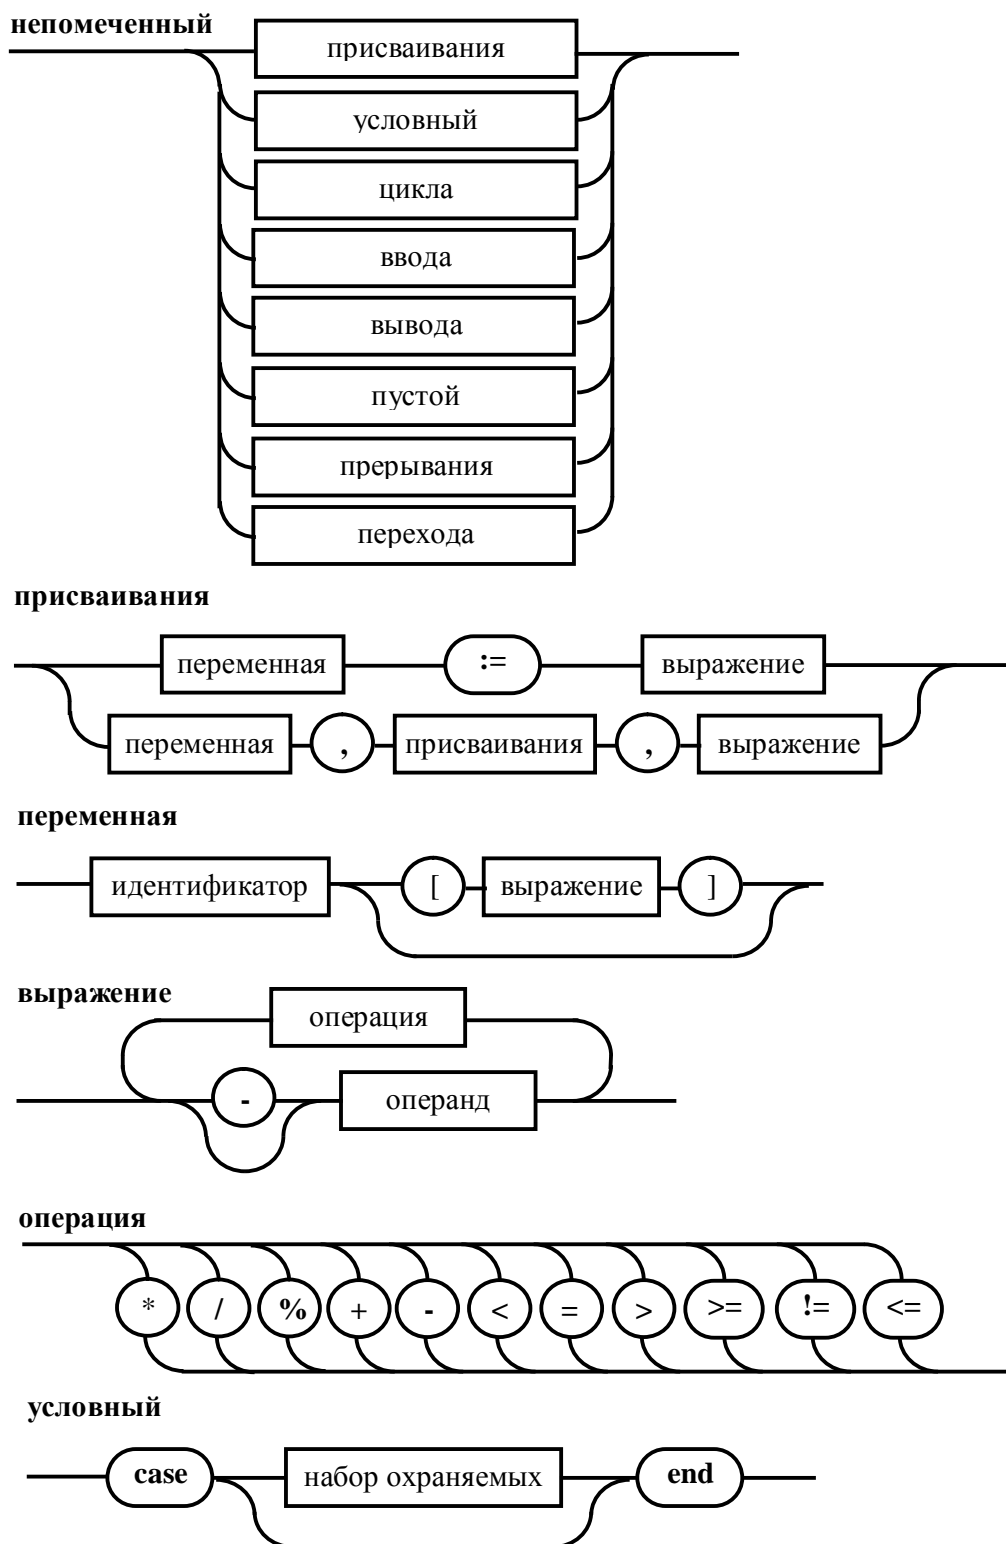 непомеченный
присваивания
условный
цикла
ввода
вывода
пустой
прерывания
перехода
присваивания
переменная := выражение
переменная , присваивания , выражение
переменная
идентификатор [ выражение ]
выражение
операция
- операнд
операция
* / % + - < = > >= != <=
условный
case набор охраняемых end